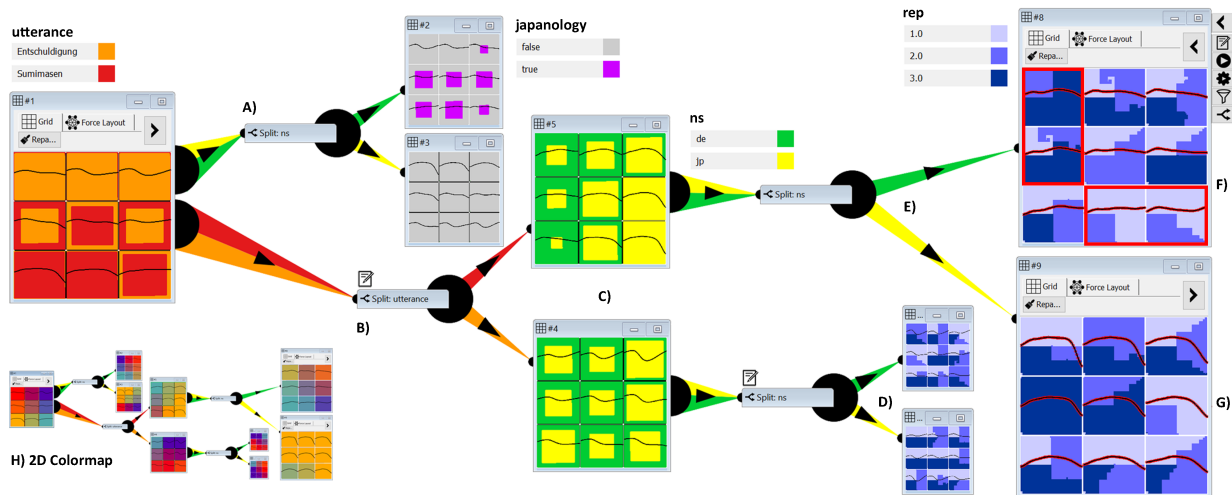 utterance
Entschuldigung
Sumimasen
#1
Grid
Force Layout
Repa...
A)
Split: ns
#2
#3
japanology
false
true
B)
Split: utterance
C)
#5
#4
ns
de
jp
Split: ns
Split: ns
D)
...
...
E)
rep
1.0
2.0
3.0
#8
Grid
Force Layout
Repa...
F)
#9
Grid
Force Layout
Repa...
G)
H) 2D Colormap